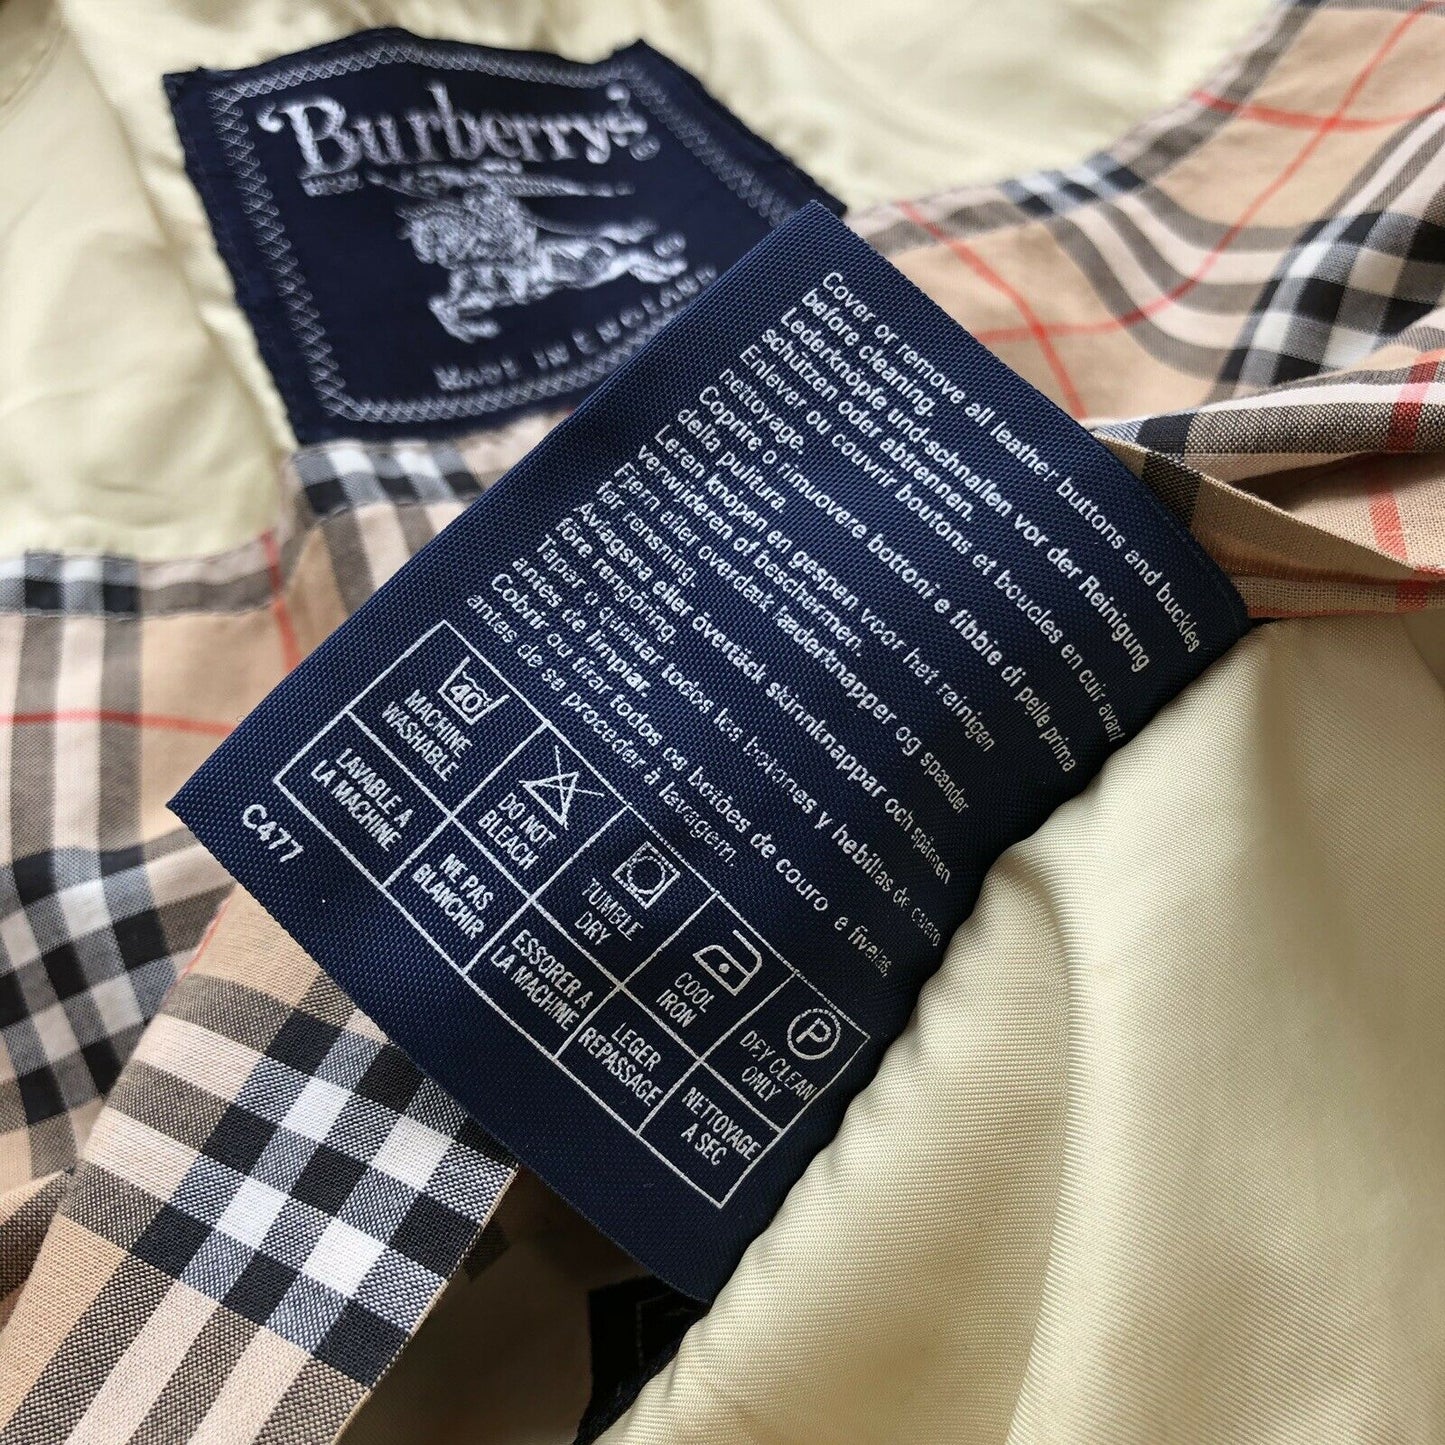 'Burberrys'
MADE IN ENGLAND
Cover or remove all leather buttons and buckles
before cleaning.
Lederknöpfe und-schnallen vor der Reinigung
schützen oder abtrennen.
Enlever ou couvrir boutons et boucles en cuir avant
nettoyage.
Coprire o rimuovere bottoni e fibbie di pelle prima
della pulitura.
Leren knopen en gespen voor het reinigen
verwijderen of beschermen.
Fjern eller overdæk læderknapper og spænder
før rensning.
Avlägsna eller övertäck skinnknappar och spännen
före rengöring.
Tapar o quitar todos los botones y hebillas de cuero
antes de limpar.
Cobrir ou tirar todos os botões de couro e fivelas,
antes de se proceder à lavagem.
40°
MACHINE
WASHABLE
DO NOT
BLEACH
TUMBLE
DRY
COOL
IRON
P
DRY CLEAN
ONLY
LAVABLE A
LA MACHINE
NE PAS
BLANCHIR
ESSORER A
LA MACHINE
LEGER
REPASSAGE
NETTOYAGE
A SEC
C477